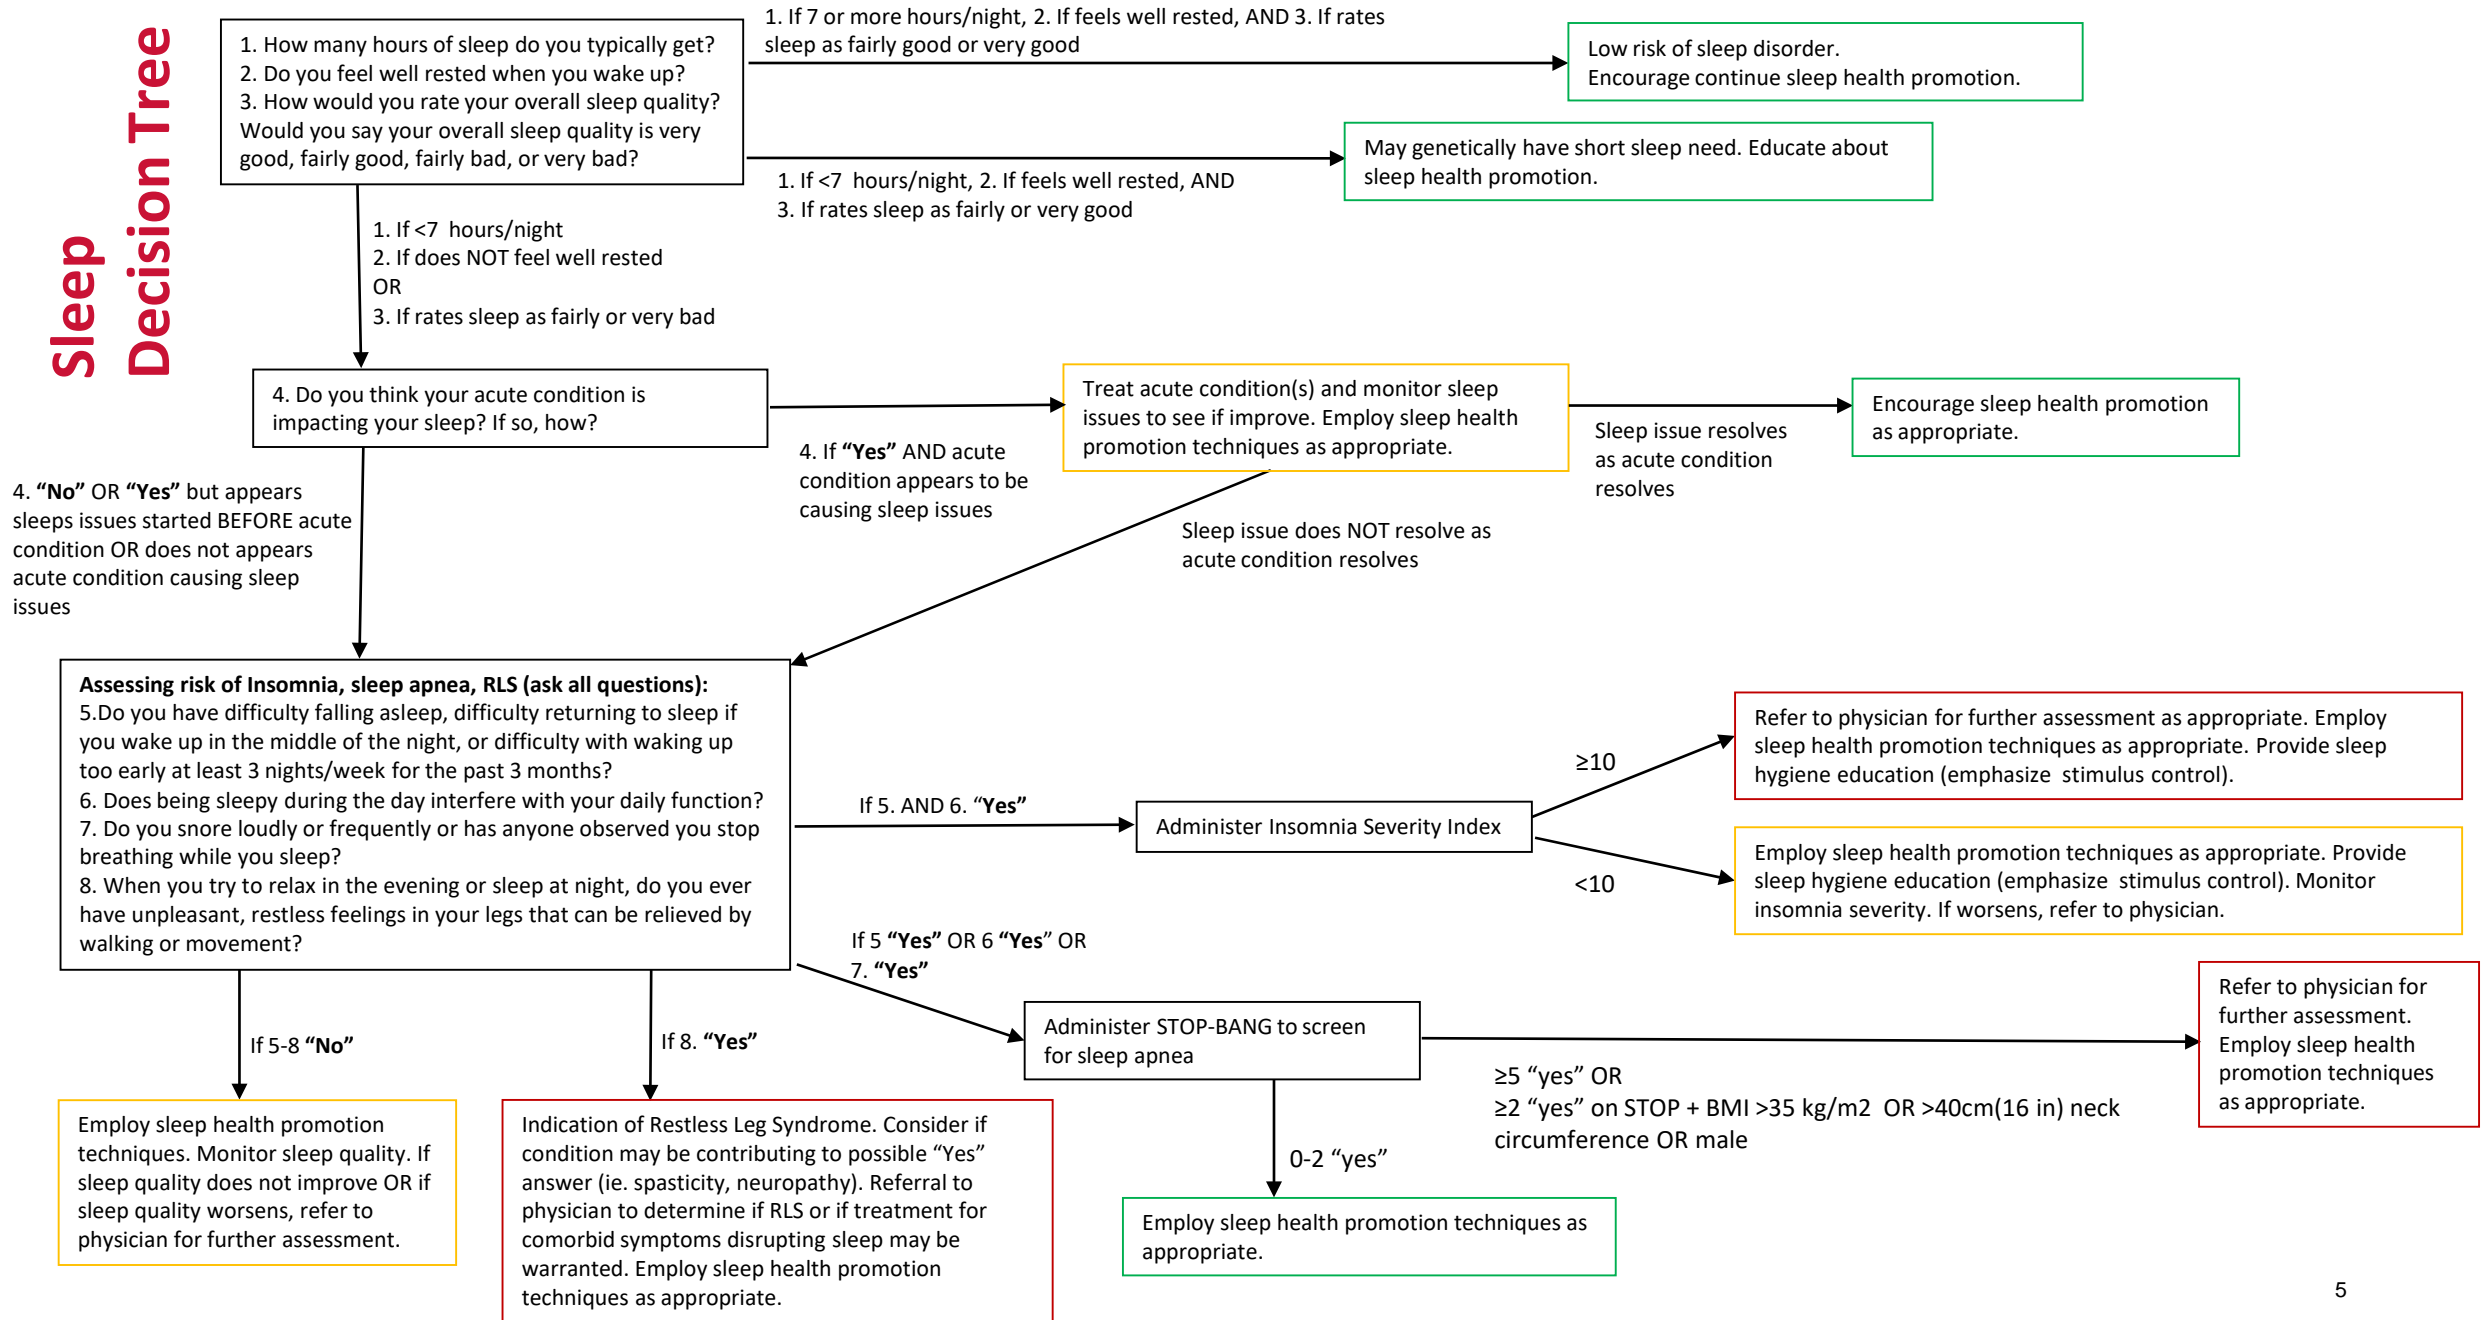 Sleep
Decision Tree
1. How many hours of sleep do you typically get?
2. Do you feel well rested when you wake up?
3. How would you rate your overall sleep quality?
Would you say your overall sleep quality is very
good, fairly good, fairly bad, or very bad?
1. If 7 or more hours/night, 2. If feels well rested, AND 3. If rates
sleep as fairly good or very good
Low risk of sleep disorder.
Encourage continue sleep health promotion.
1. If <7  hours/night, 2. If feels well rested, AND
3. If rates sleep as fairly or very good
May genetically have short sleep need. Educate about
sleep health promotion.
1. If <7  hours/night
2. If does NOT feel well rested
OR
3. If rates sleep as fairly or very bad
4. Do you think your acute condition is
impacting your sleep? If so, how?
4. If “Yes” AND acute
condition appears to be
causing sleep issues
Treat acute condition(s) and monitor sleep
issues to see if improve. Employ sleep health
promotion techniques as appropriate.
Sleep issue resolves
as acute condition
resolves
Encourage sleep health promotion
as appropriate.
4. “No” OR “Yes” but appears
sleeps issues started BEFORE acute
condition OR does not appears
acute condition causing sleep
issues
Sleep issue does NOT resolve as
acute condition resolves
Assessing risk of Insomnia, sleep apnea, RLS (ask all questions):
5.Do you have difficulty falling asleep, difficulty returning to sleep if
you wake up in the middle of the night, or difficulty with waking up
too early at least 3 nights/week for the past 3 months?
6. Does being sleepy during the day interfere with your daily function?
7. Do you snore loudly or frequently or has anyone observed you stop
breathing while you sleep?
8. When you try to relax in the evening or sleep at night, do you ever
have unpleasant, restless feelings in your legs that can be relieved by
walking or movement?
If 5. AND 6. “Yes”
Administer Insomnia Severity Index
≥10
Refer to physician for further assessment as appropriate. Employ
sleep health promotion techniques as appropriate. Provide sleep
hygiene education (emphasize  stimulus control).
<10
Employ sleep health promotion techniques as appropriate. Provide
sleep hygiene education (emphasize  stimulus control). Monitor
insomnia severity. If worsens, refer to physician.
If 5 “Yes” OR 6 “Yes” OR
7. “Yes”
Administer STOP-BANG to screen
for sleep apnea
≥5 “yes” OR
≥2 “yes” on STOP + BMI >35 kg/m2  OR >40cm(16 in) neck
circumference OR male
Refer to physician for
further assessment.
Employ sleep health
promotion techniques
as appropriate.
0-2 “yes”
Employ sleep health promotion techniques as
appropriate.
If 5-8 “No”
Employ sleep health promotion
techniques. Monitor sleep quality. If
sleep quality does not improve OR if
sleep quality worsens, refer to
physician for further assessment.
If 8. “Yes”
Indication of Restless Leg Syndrome. Consider if
condition may be contributing to possible “Yes”
answer (ie. spasticity, neuropathy). Referral to
physician to determine if RLS or if treatment for
comorbid symptoms disrupting sleep may be
warranted. Employ sleep health promotion
techniques as appropriate.
5